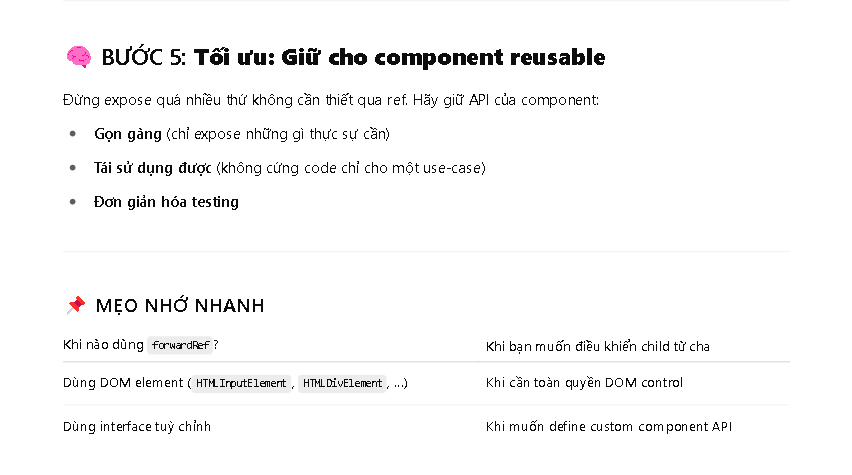 🧠 BƯỚC 5: Tối ưu: Giữ cho component reusable
Đừng expose quá nhiều thứ không cần thiết qua ref. Hãy giữ API của component:
• Gọn gàng (chỉ expose những gì thực sự cần)
• Tái sử dụng được (không cứng code chỉ cho một use-case)
• Đơn giản hóa testing
📌 MẸO NHỚ NHANH
Khi nào dùng forwardRef? Khi bạn muốn điều khiển child từ cha
Dùng DOM element (HTMLInputElement, HTMLDivElement, ...) Khi cần toàn quyền DOM control
Dùng interface tuỳ chỉnh Khi muốn define custom component API